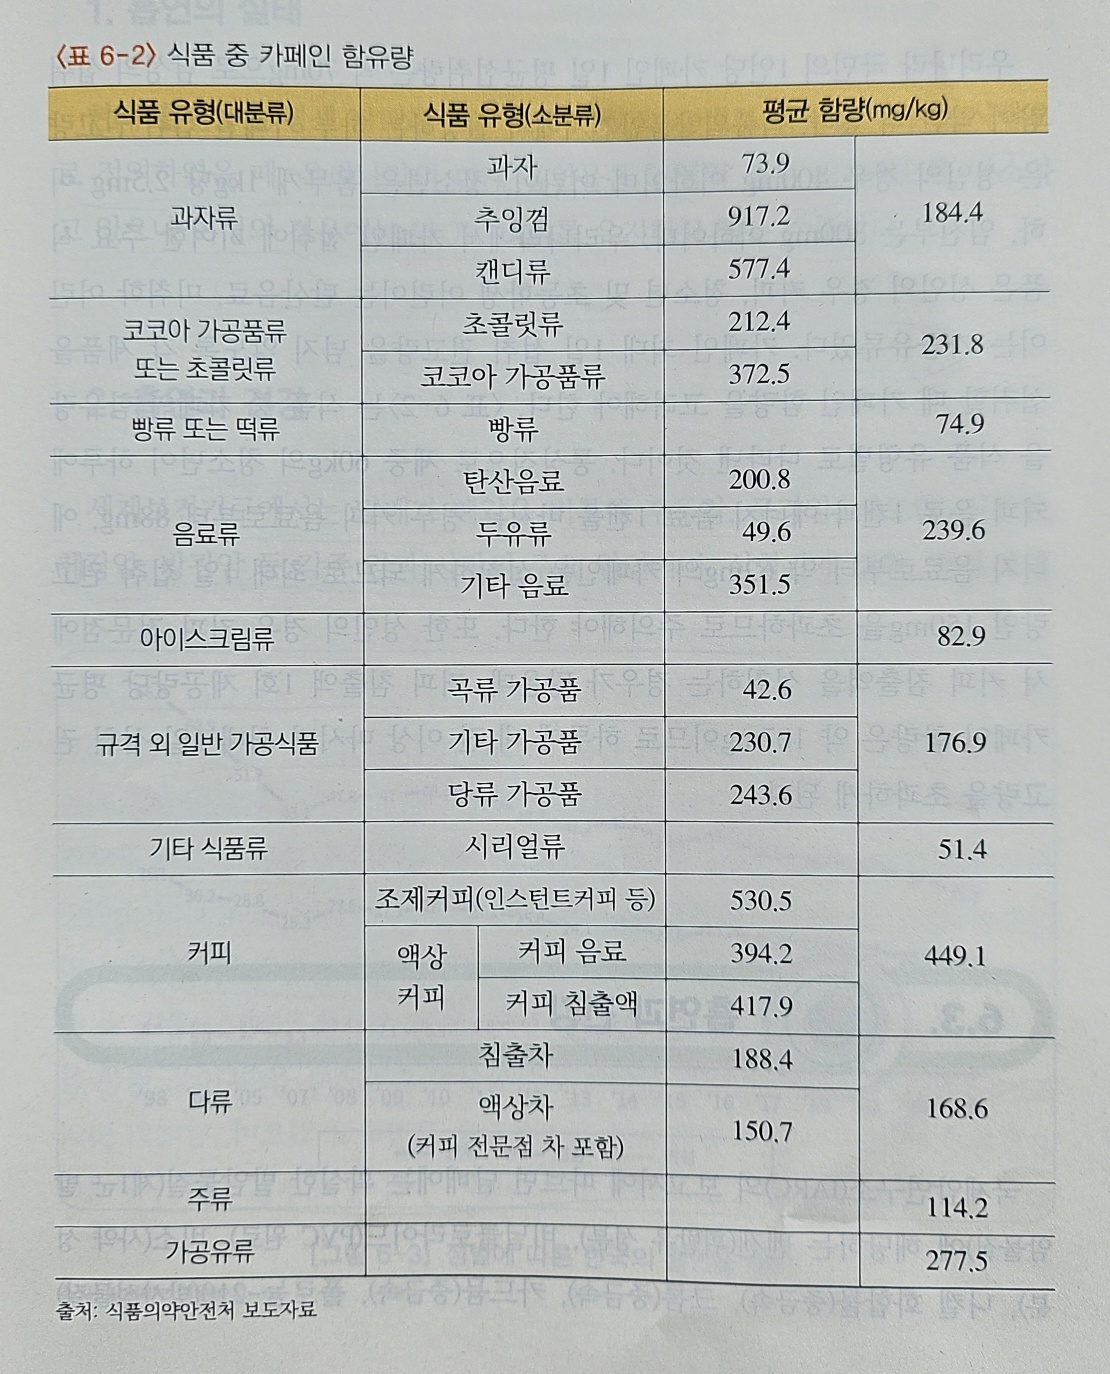 〈표 6-2〉 식품 중 카페인 함유량
식품 유형(대분류) 식품 유형(소분류) 평균 함량(mg/kg)
과자류 과자 73.9 184.4
추잉껌 917.2
캔디류 577.4
코코아 가공품류 또는 초콜릿류 초콜릿류 212.4 231.8
코코아 가공품류 372.5
빵류 또는 떡류 빵류 74.9
음료류 탄산음료 200.8 239.6
두유류 49.6
기타 음료 351.5
아이스크림류 82.9
규격 외 일반 가공식품 곡류 가공품 42.6 176.9
기타 가공품 230.7
당류 가공품 243.6
기타 식품류 시리얼류 51.4
커피 조제커피(인스턴트커피 등) 530.5 449.1
액상 커피 커피 음료 394.2
커피 침출액 417.9
다류 침출차 188.4 168.6
액상차
(커피 전문점 차 포함) 150.7
주류 114.2
가공유류 277.5
출처: 식품의약안전처 보도자료